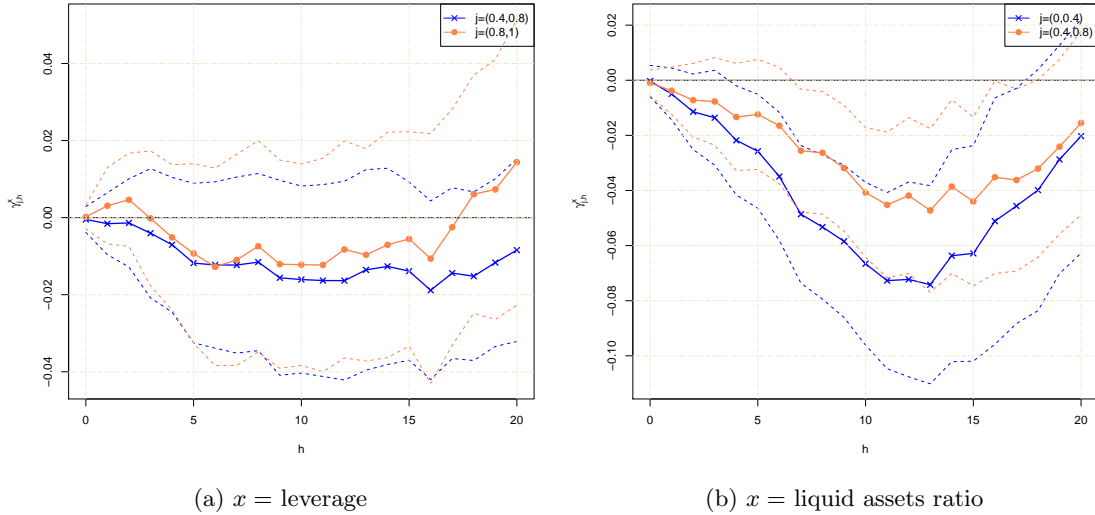 j=(0.4,0.8)
j=(0.8,1)
0.04
0.02
0.00
−0.02
−0.04
γ^x_{j,h}
0 5 10 15 20
h
(a) x = leverage
j=(0,0.4)
j=(0.4,0.8)
0.02
0.00
−0.02
−0.04
−0.06
−0.08
−0.10
γ^x_{j,h}
0 5 10 15 20
h
(b) x = liquid assets ratio